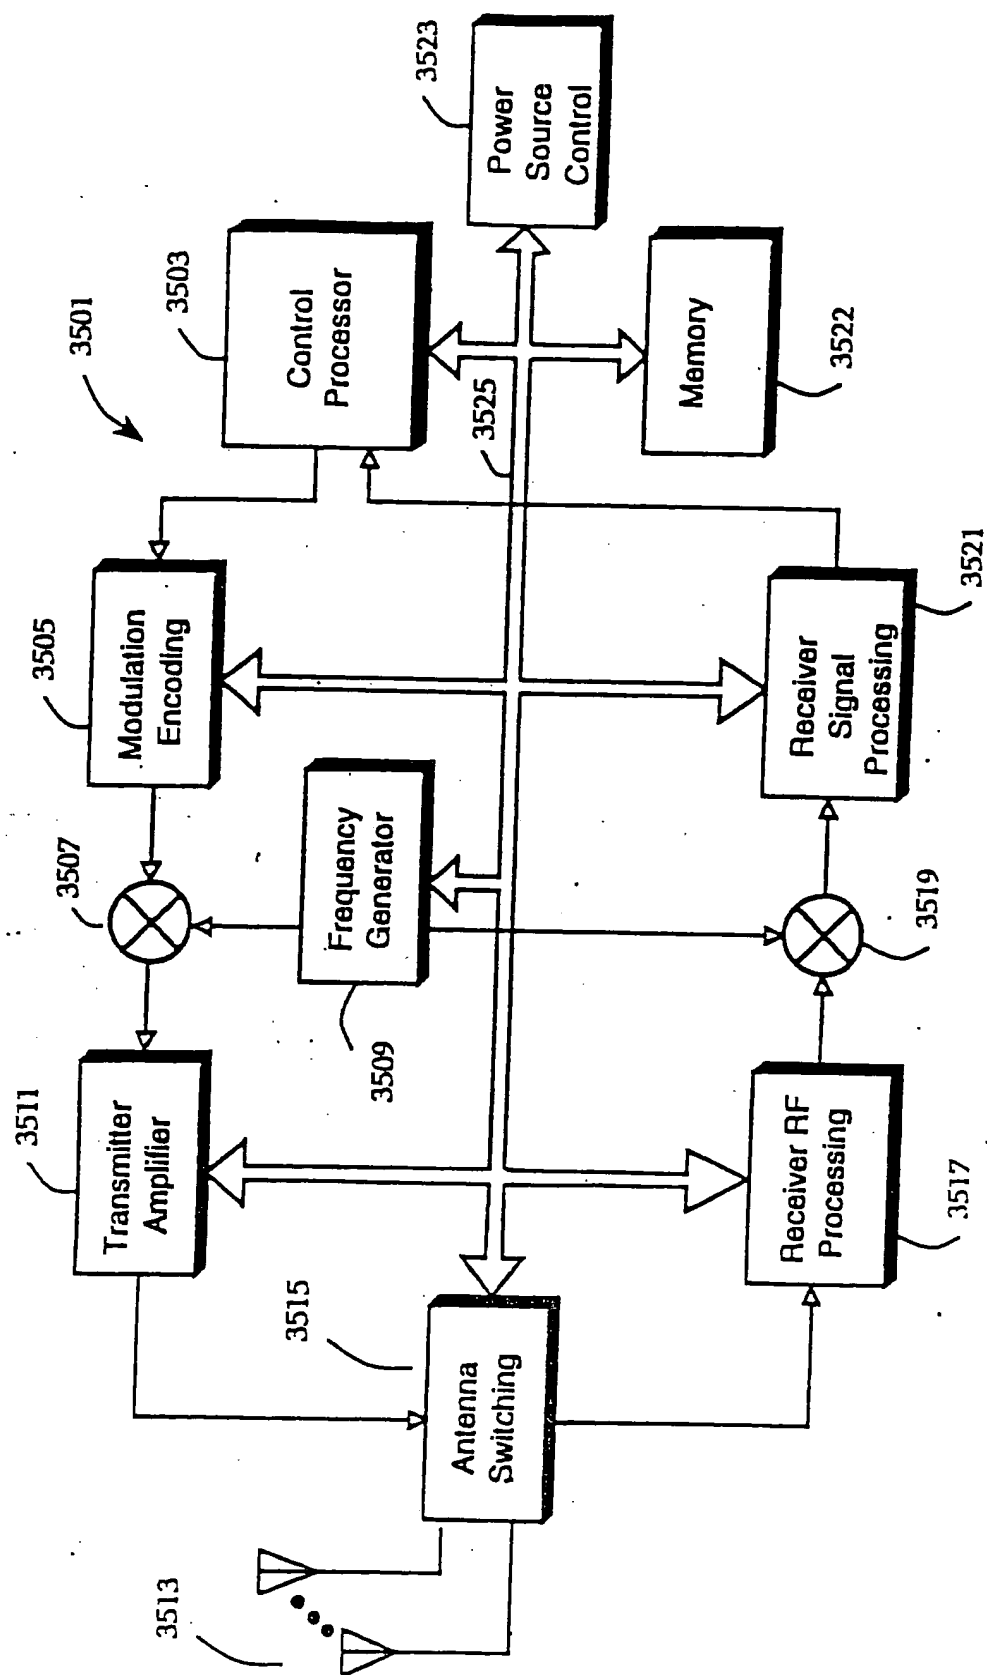 3501
3511
Transmitter
Amplifier
3507
3505
Modulation
Encoding
3503
Control
Processor
3523
Power
Source
Control
3509
Frequency
Generator
3525
3513
3515
Antenna
Switching
3517
Receiver RF
Processing
3519
3521
Receiver
Signal
Processing
3522
Memory